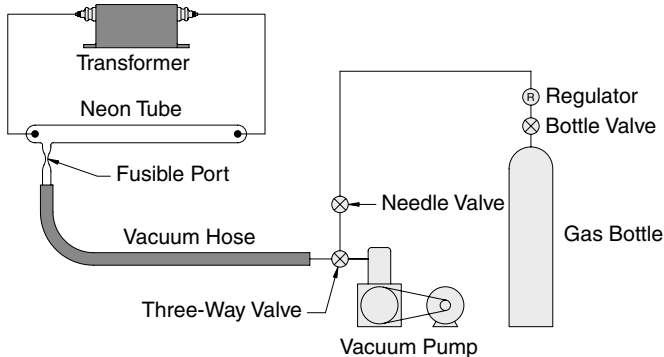 Transformer
Neon Tube
R Regulator
Bottle Valve
Fusible Port
Needle Valve
Vacuum Hose
Gas Bottle
Three-Way Valve
Vacuum Pump